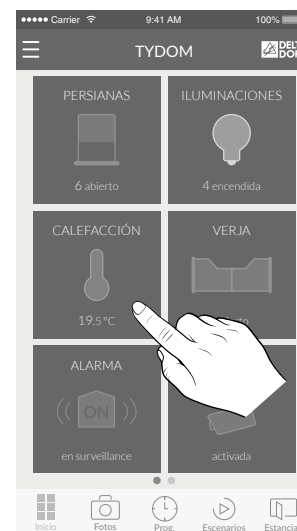 Carrier 9:41 AM 100%
TYDOM
PERSIANAS ILUMINACIONES
6 abierto 4 encendida
CALEFACCIÓN VERJA
19.5 °C
ALARMA
ON
en surveillance activada
Inicio Fotos Prog. Escenarios Estancia